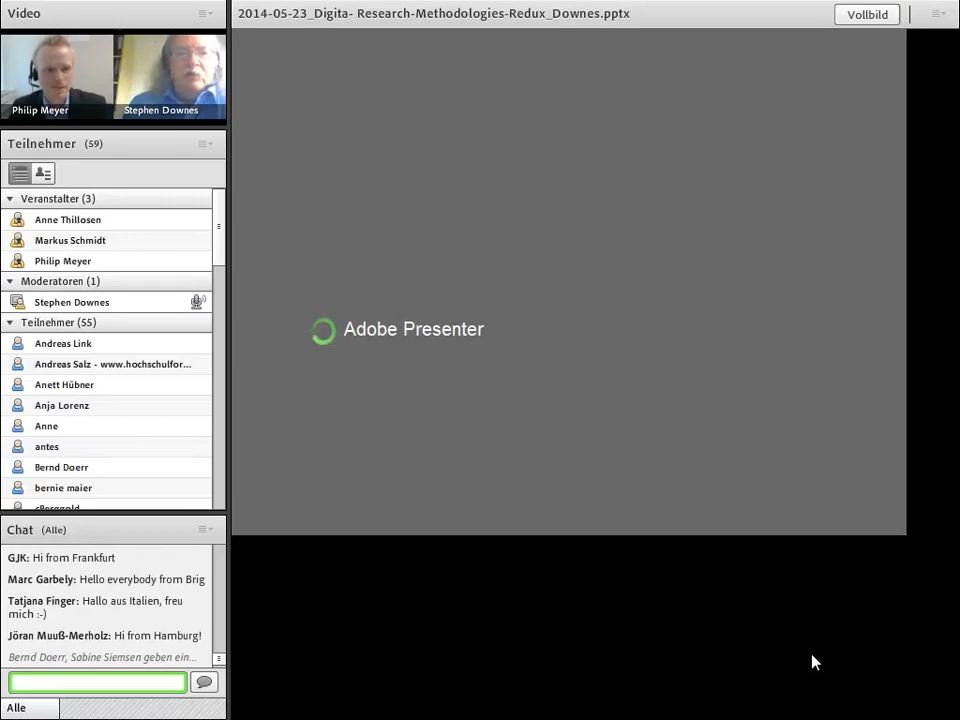 Video
2014-05-23_Digita- Research-Methodologies-Redux_Downes.pptx
Vollbild
Philip Meyer
Stephen Downes
Teilnehmer (59)
Veranstalter (3)
Anne Thillosen
Markus Schmidt
Philip Meyer
Moderatoren (1)
Stephen Downes
Teilnehmer (55)
Andreas Link
Andreas Salz - www.hochschulfor...
Anett Hübner
Anja Lorenz
Anne
antes
Bernd Doerr
bernie maier
Adobe Presenter
Chat (Alle)
GJK: Hi from Frankfurt
Marc Garbely: Hello everybody from Brig
Tatjana Finger: Hallo aus Italien, freu
mich :-)
Jöran Muuß-Merholz: Hi from Hamburg!
Bernd Doerr, Sabine Siemsen geben ein...
Alle